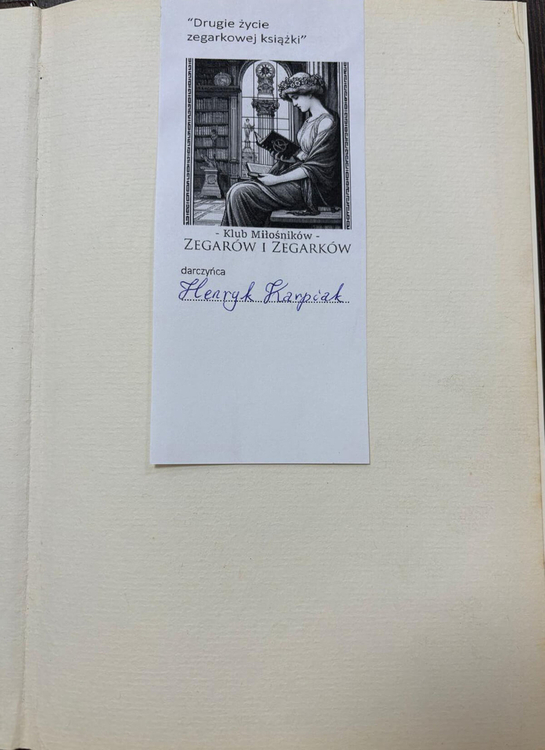 "Drugie życie
zegarkowej książki"
- Klub Miłośników -
ZEGARÓW I ZEGARKÓW
darczyńca
Henryk Karpiak